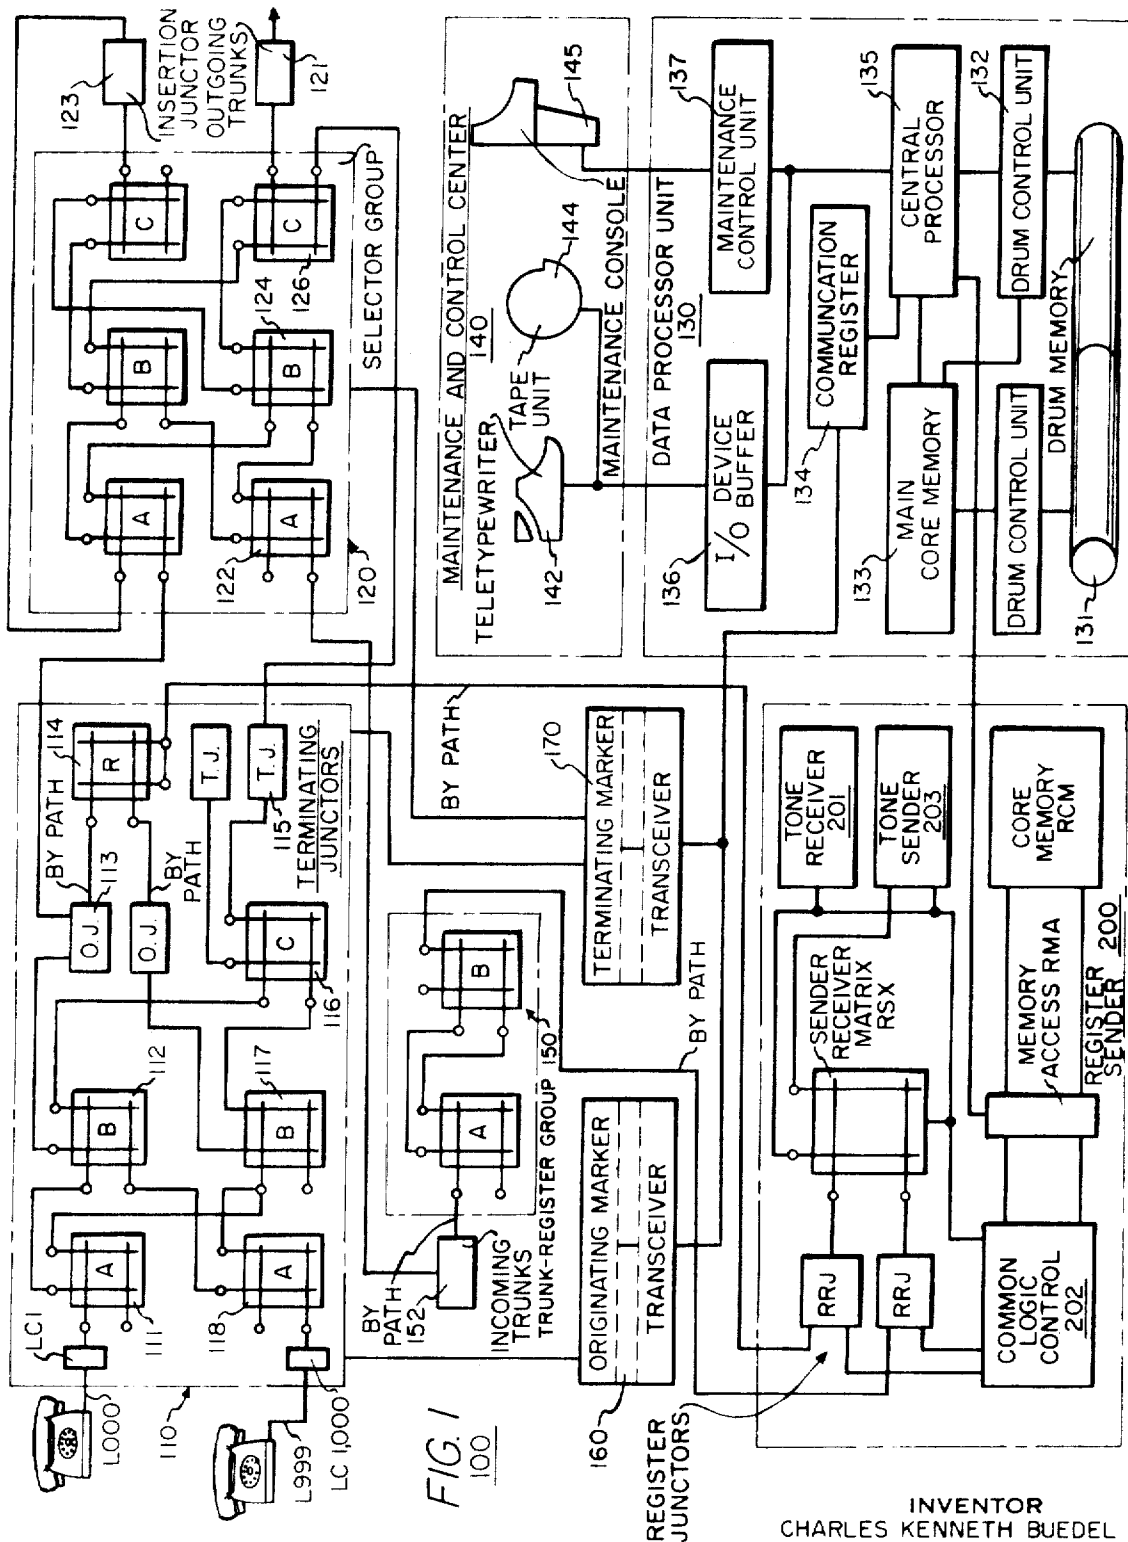 123
INSERTION
JUNCTOR
OUTGOING
TRUNKS
121
C
C
126
B
124
B
A
122
A
120
SELECTOR GROUP
MAINTENANCE AND CONTROL CENTER
140
TELETYPEWRITER
142
TAPE
UNIT
144
MAINTENANCE CONSOLE
145
DATA PROCESSOR UNIT
130
137
MAINTENANCE
CONTROL UNIT
136
I/O DEVICE
BUFFER
134
COMMUNCATION
REGISTER
135
CENTRAL
PROCESSOR
133
MAIN
CORE MEMORY
132
DRUM CONTROL UNIT
DRUM CONTROL UNIT
DRUM MEMORY
131
LC1
L000
110
L999
LC 1,000
A
111
118
A
B
112
117
B
O.J.
113
O.J.
BY PATH
BY
PATH
R
114
T.J.
T.J.
115
TERMINATING
JUNCTORS
C
116
BY PATH
FIG. 1
100
BY
PATH
152
INCOMING
TRUNKS
TRUNK-REGISTER GROUP 150
A
B
160
ORIGINATING MARKER
TRANSCEIVER
170
TERMINATING MARKER
TRANSCEIVER
BY PATH
REGISTER
JUNCTORS
RRJ
RRJ
SENDER
RECEIVER
MATRIX
RSX
TONE
RECEIVER
201
TONE
SENDER
203
COMMON
LOGIC
CONTROL
202
MEMORY
ACCESS RMA
CORE
MEMORY
RCM
REGISTER
SENDER 200
INVENTOR
CHARLES KENNETH BUEDEL